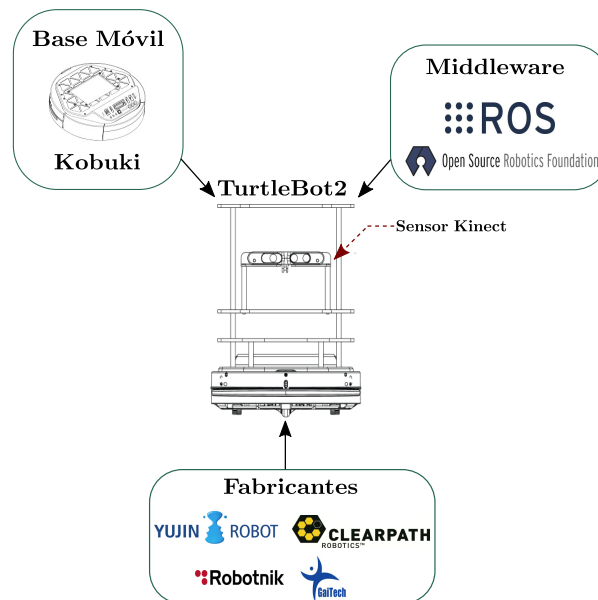 Base Móvil
Kobuki
Middleware
ROS
Open Source Robotics Foundation
TurtleBot2
Sensor Kinect
Fabricantes
YUJIN ROBOT
CLEARPATH
ROBOTICS™
Robotnik
GaiTech